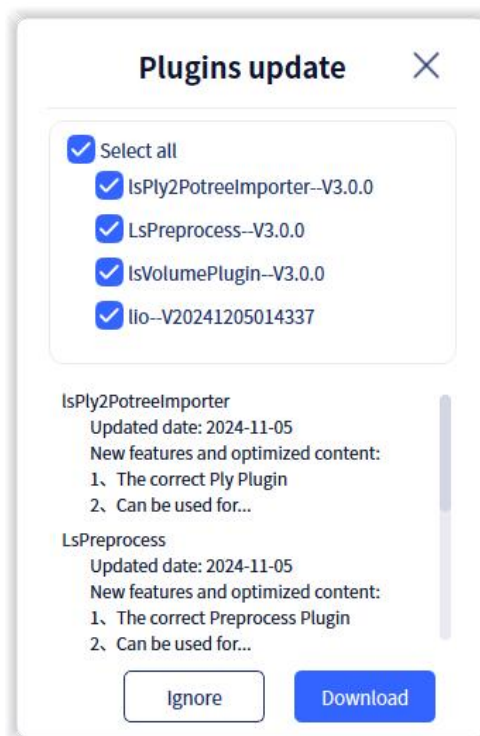 Plugins update
Select all
lsPly2PotreeImporter--V3.0.0
LsPreprocess--V3.0.0
lsVolumePlugin--V3.0.0
lio--V20241205014337
lsPly2PotreeImporter
Updated date: 2024-11-05
New features and optimized content:
1、The correct Ply Plugin
2、Can be used for...
LsPreprocess
Updated date: 2024-11-05
New features and optimized content:
1、The correct Preprocess Plugin
2、Can be used for...
Ignore
Download